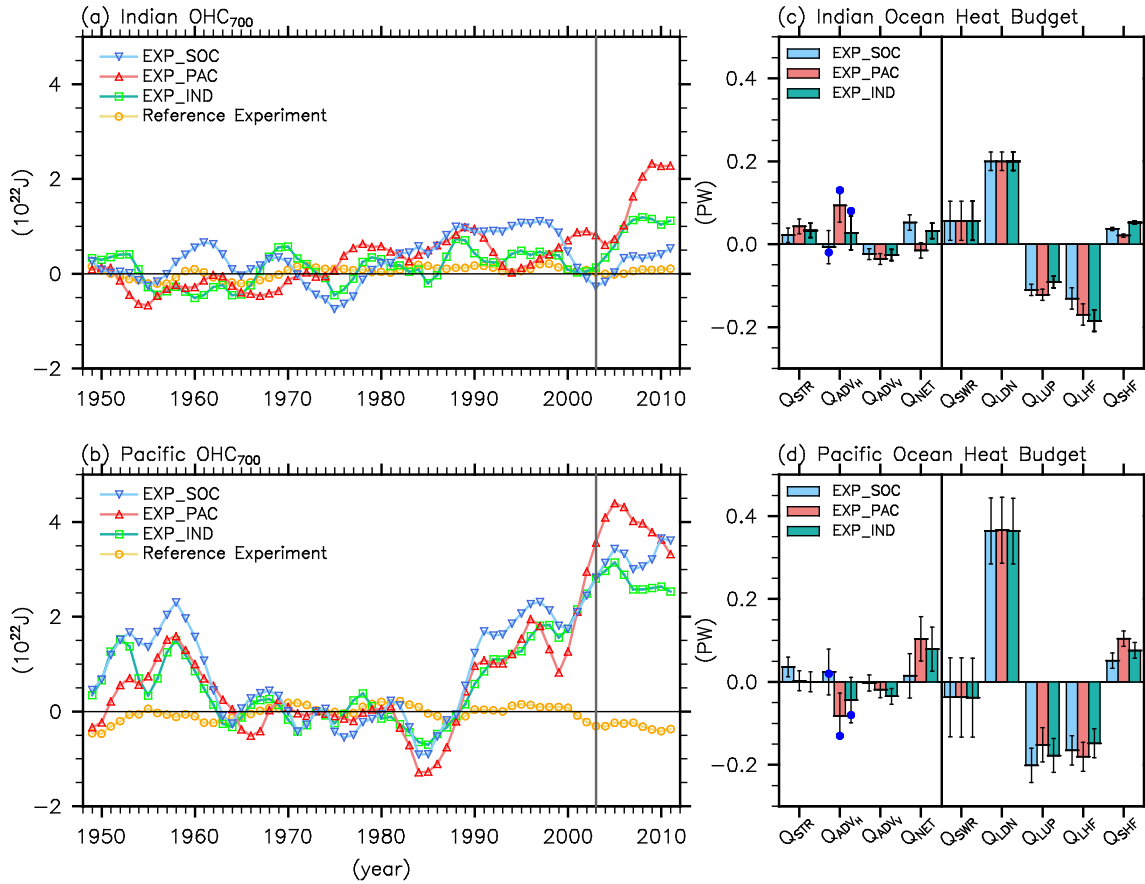 (a) Indian OHC700
EXP_SOC
EXP_PAC
EXP_IND
Reference Experiment
(10^22J)
4
2
0
−2
1950 1960 1970 1980 1990 2000 2010
(c) Indian Ocean Heat Budget
EXP_SOC
EXP_PAC
EXP_IND
(PW)
0.4
0.2
0.0
−0.2
QSTR QADVH QADVV QNET QSWR QLDN QLUP QLHF QSHF
(b) Pacific OHC700
EXP_SOC
EXP_PAC
EXP_IND
Reference Experiment
(10^22J)
4
2
0
−2
1950 1960 1970 1980 1990 2000 2010
(year)
(d) Pacific Ocean Heat Budget
EXP_SOC
EXP_PAC
EXP_IND
(PW)
0.4
0.2
0.0
−0.2
QSTR QADVH QADVV QNET QSWR QLDN QLUP QLHF QSHF